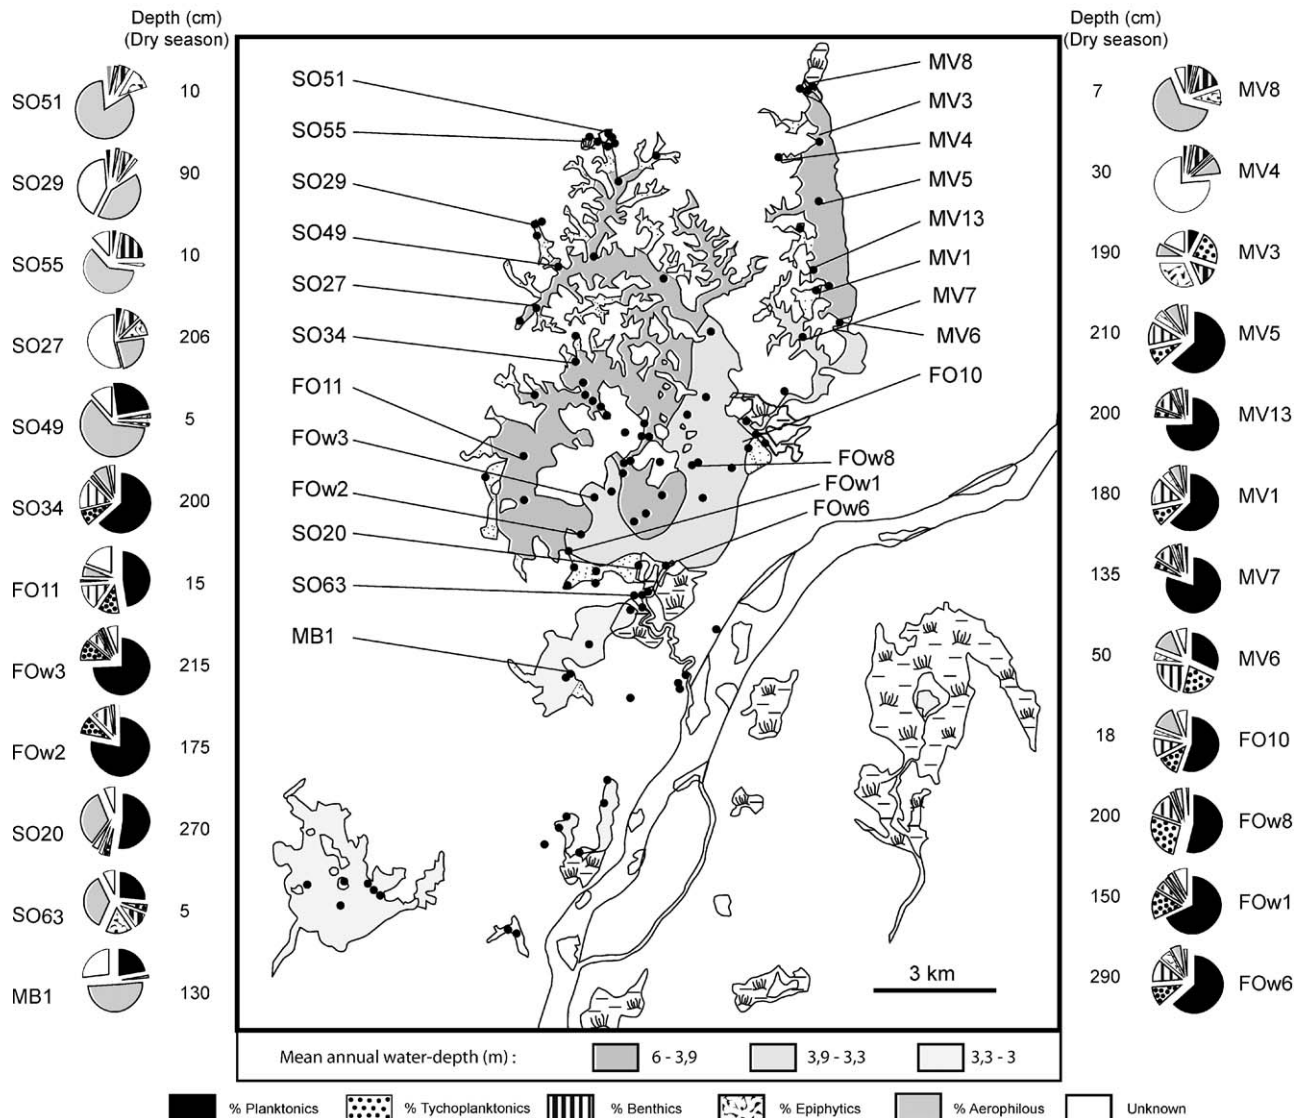 Depth (cm)
(Dry season)
SO51 10
SO29 90
SO55 10
SO27 206
SO49 5
SO34 200
FO11 15
FOw3 215
FOw2 175
SO20 270
SO63 5
MB1 130
SO51
SO55
SO29
SO49
SO27
SO34
FO11
FOw3
FOw2
SO20
SO63
MB1
MV8
MV3
MV4
MV5
MV13
MV1
MV7
MV6
FO10
FOw8
FOw1
FOw6
3 km
Depth (cm)
(Dry season)
7 MV8
30 MV4
190 MV3
210 MV5
200 MV13
180 MV1
135 MV7
50 MV6
18 FO10
200 FOw8
150 FOw1
290 FOw6
Mean annual water-depth (m) : 6 - 3,9 3,9 - 3,3 3,3 - 3
% Planktonics % Tychoplanktonics % Benthics % Epiphytics % Aerophilous Unknown